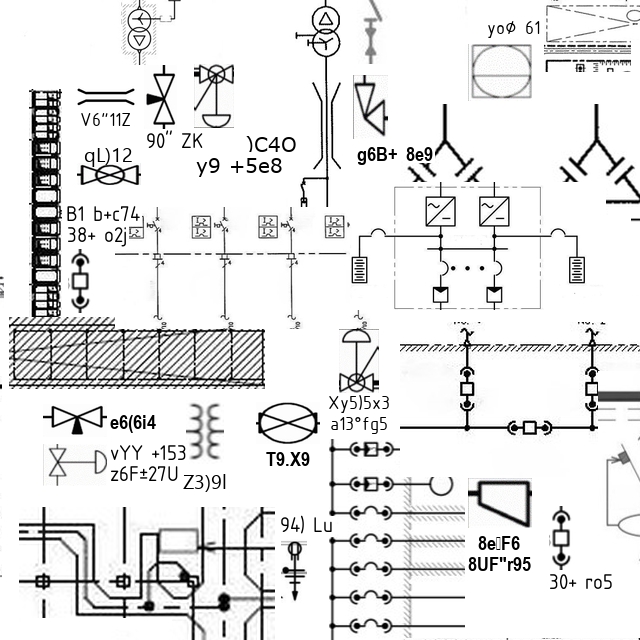 yoØ 61
V6"11Z
90" ZK
)C4O
y9 +5e8
g6B+ 8e9
qL)12
B1 b+c74
38+ o2j
Xy5)5x3
a13°fg5
e6(6i4
T9.X9
vYY +153
z6F±27U
Z3)9l
94) Lu
8e▯F6
8UF"r95
30+ ro5